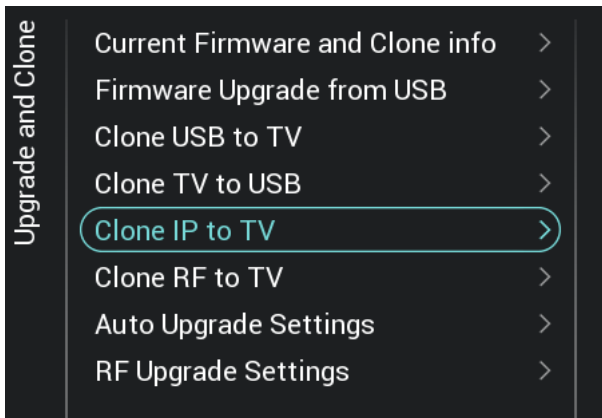 Upgrade and Clone
Current Firmware and Clone info
Firmware Upgrade from USB
Clone USB to TV
Clone TV to USB
Clone IP to TV
Clone RF to TV
Auto Upgrade Settings
RF Upgrade Settings